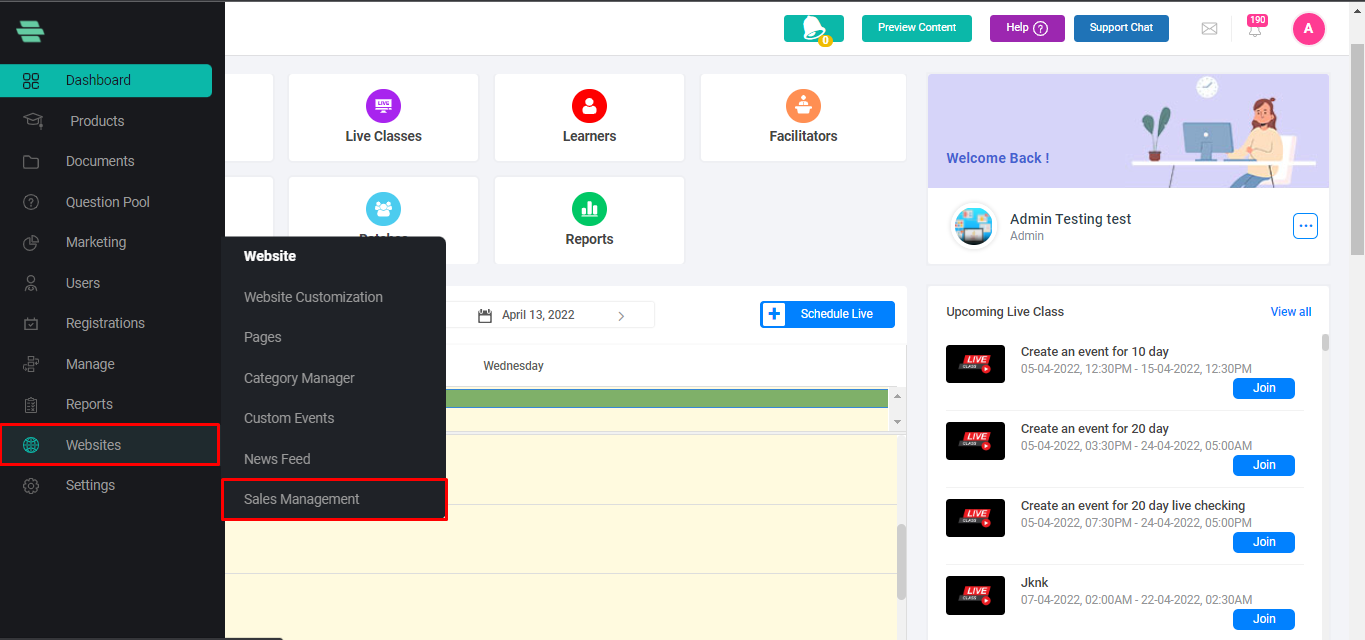 0
Preview Content
Help ?
Support Chat
190
A
Dashboard
Products
Documents
Question Pool
Marketing
Users
Registrations
Manage
Reports
Websites
Settings
Website
Website Customization
Pages
Category Manager
Custom Events
News Feed
Sales Management
LIVE
Live Classes
Learners
Facilitators
Reports
April 13, 2022
Schedule Live
Wednesday
Welcome Back !
Admin Testing test
Admin
Upcoming Live Class
View all
LIVE
CLASS
Create an event for 10 day
05-04-2022, 12:30PM - 15-04-2022, 12:30PM
Join
LIVE
CLASS
Create an event for 20 day
05-04-2022, 03:30PM - 24-04-2022, 05:00AM
Join
LIVE
CLASS
Create an event for 20 day live checking
05-04-2022, 07:30PM - 24-04-2022, 05:00PM
Join
LIVE
CLASS
Jknk
07-04-2022, 02:00AM - 22-04-2022, 02:30AM
Join